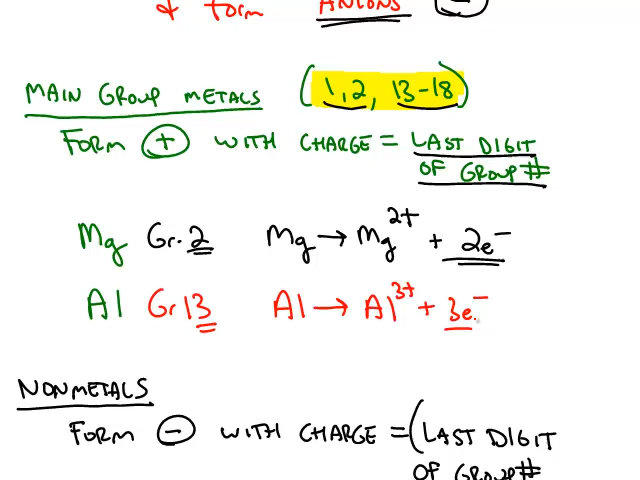 & form ANIONS −
MAIN GROUP METALS (1, 2, 13-18)
FORM + WITH CHARGE = LAST DIGIT
OF GROUP #
Mg Gr. 2 Mg → Mg²⁺ + 2e⁻
Al Gr 13 Al → Al³⁺ + 3e⁻
NONMETALS
FORM − WITH CHARGE = (LAST DIGIT
OF GROUP #